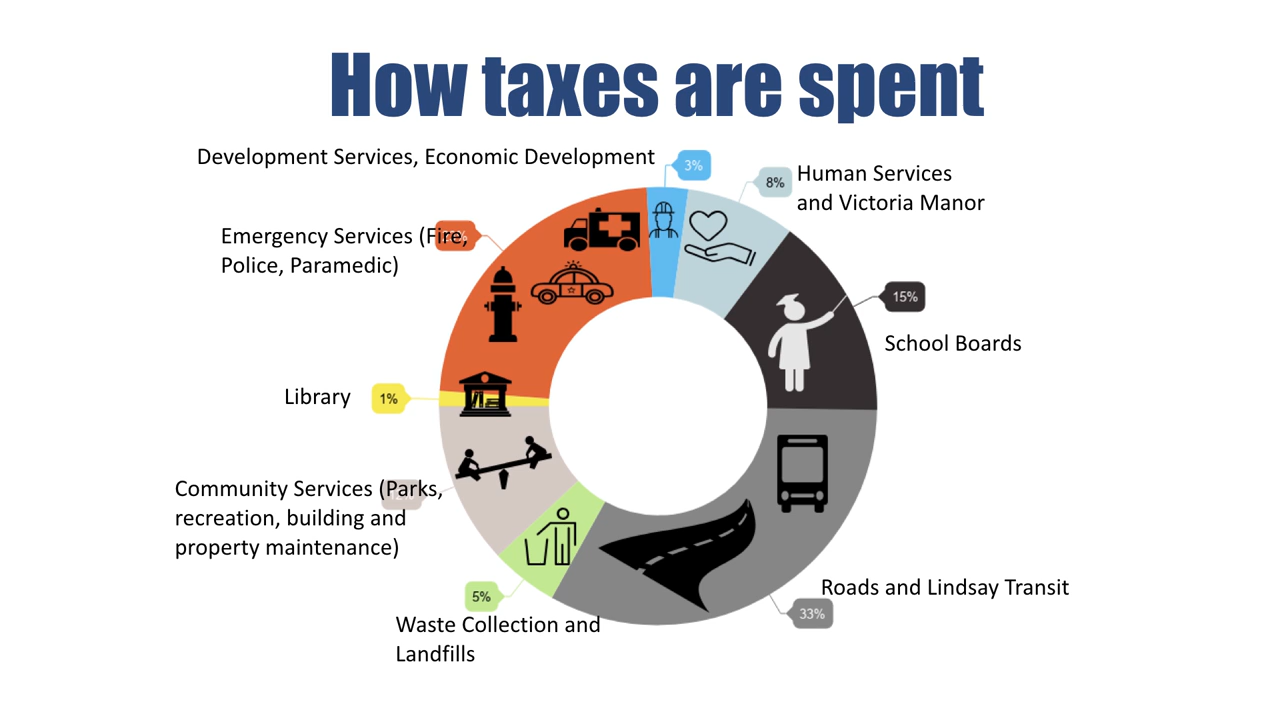 How taxes are spent
Development Services, Economic Development
3%
8%
Human Services
and Victoria Manor
Emergency Services (Fire,
Police, Paramedic)
15%
School Boards
Library
1%
Community Services (Parks,
recreation, building and
property maintenance)
5%
Waste Collection and
Landfills
Roads and Lindsay Transit
33%